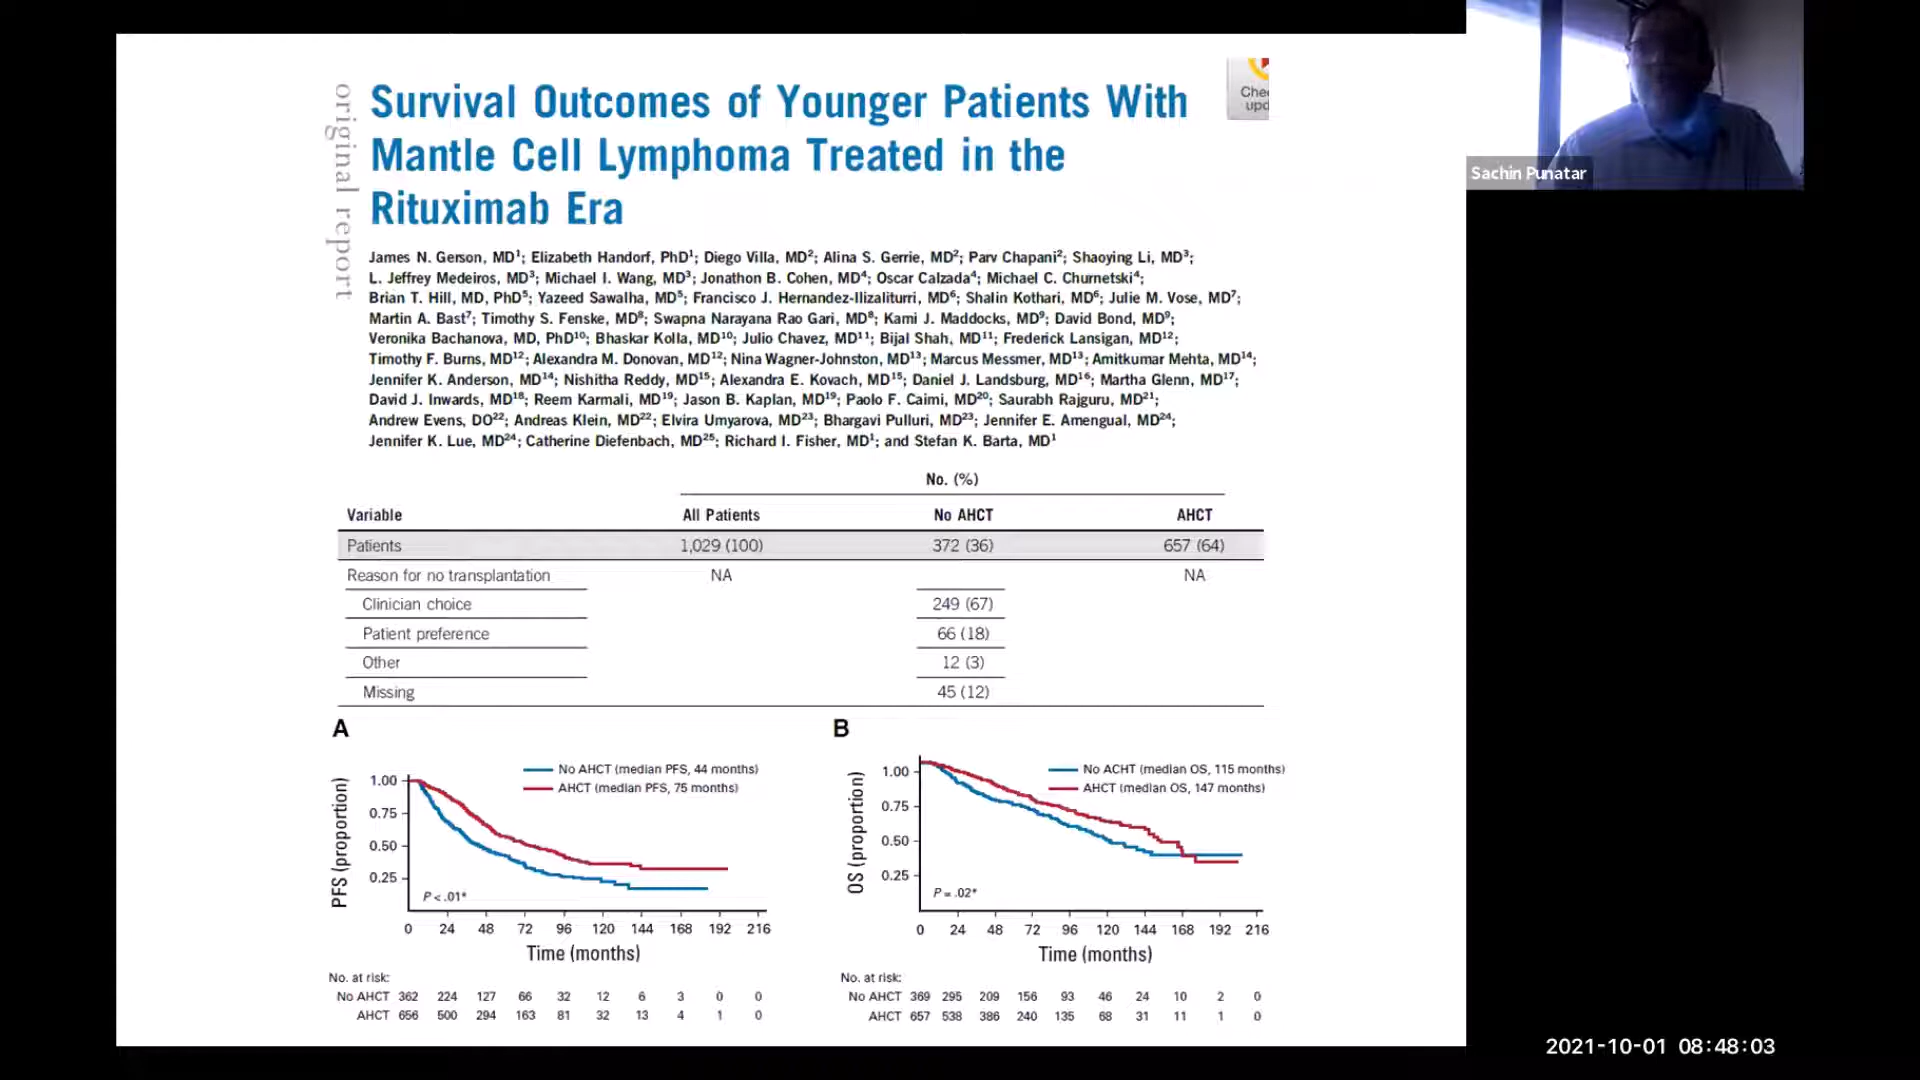 original report
Survival Outcomes of Younger Patients With
Mantle Cell Lymphoma Treated in the
Rituximab Era
James N. Gerson, MD¹; Elizabeth Handorf, PhD¹; Diego Villa, MD²; Alina S. Gerrie, MD²; Parv Chapani²; Shaoying Li, MD³;
L. Jeffrey Medeiros, MD³; Michael I. Wang, MD³; Jonathon B. Cohen, MD⁴; Oscar Calzada⁴; Michael C. Churnetski⁴;
Brian T. Hill, MD, PhD⁵; Yazeed Sawalha, MD⁵; Francisco J. Hernandez-Ilizaliturri, MD⁶; Shalin Kothari, MD⁶; Julie M. Vose, MD⁷;
Martin A. Bast⁷; Timothy S. Fenske, MD⁸; Swapna Narayana Rao Gari, MD⁸; Kami J. Maddocks, MD⁹; David Bond, MD⁹;
Veronika Bachanova, MD, PhD¹⁰; Bhaskar Kolla, MD¹⁰; Julio Chavez, MD¹¹; Bijal Shah, MD¹¹; Frederick Lansigan, MD¹²;
Timothy F. Burns, MD¹²; Alexandra M. Donovan, MD¹²; Nina Wagner-Johnston, MD¹³; Marcus Messmer, MD¹³; Amitkumar Mehta, MD¹⁴;
Jennifer K. Anderson, MD¹⁴; Nishitha Reddy, MD¹⁵; Alexandra E. Kovach, MD¹⁵; Daniel J. Landsburg, MD¹⁶; Martha Glenn, MD¹⁷;
David J. Inwards, MD¹⁸; Reem Karmali, MD¹⁹; Jason B. Kaplan, MD¹⁹; Paolo F. Caimi, MD²⁰; Saurabh Rajguru, MD²¹;
Andrew Evens, DO²²; Andreas Klein, MD²²; Elvira Umyarova, MD²³; Bhargavi Pulluri, MD²³; Jennifer E. Amengual, MD²⁴;
Jennifer K. Lue, MD²⁴; Catherine Diefenbach, MD²⁵; Richard I. Fisher, MD¹; and Stefan K. Barta, MD¹
Sachin Punatar
No. (%)
Variable All Patients No AHCT AHCT
Patients 1,029 (100) 372 (36) 657 (64)
Reason for no transplantation NA NA
Clinician choice 249 (67)
Patient preference 66 (18)
Other 12 (3)
Missing 45 (12)
A
PFS (proportion)
1.00
0.75
0.50
0.25
No AHCT (median PFS, 44 months)
AHCT (median PFS, 75 months)
P < .01*
0 24 48 72 96 120 144 168 192 216
Time (months)
No. at risk:
No AHCT 362 224 127 66 32 12 6 3 0 0
AHCT 656 500 294 163 81 32 13 4 1 0
B
OS (proportion)
1.00
0.75
0.50
0.25
No ACHT (median OS, 115 months)
AHCT (median OS, 147 months)
P = .02*
0 24 48 72 96 120 144 168 192 216
Time (months)
No. at risk:
No AHCT 369 295 209 156 93 46 24 10 2 0
AHCT 657 538 386 240 135 68 31 11 1 0
2021-10-01 08:48:03